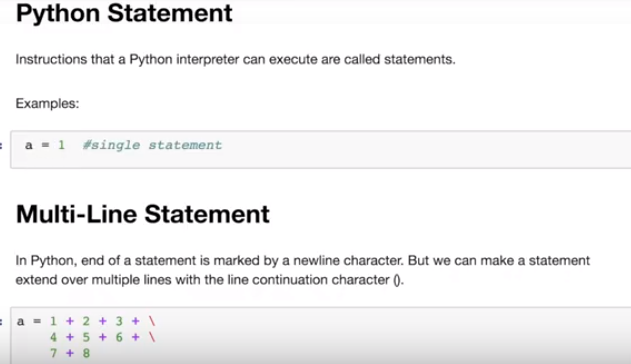 Python Statement
Instructions that a Python interpreter can execute are called statements.
Examples:
a = 1  #single statement
Multi-Line Statement
In Python, end of a statement is marked by a newline character. But we can make a statement
extend over multiple lines with the line continuation character ().
a = 1 + 2 + 3 + \
    4 + 5 + 6 + \
    7 + 8